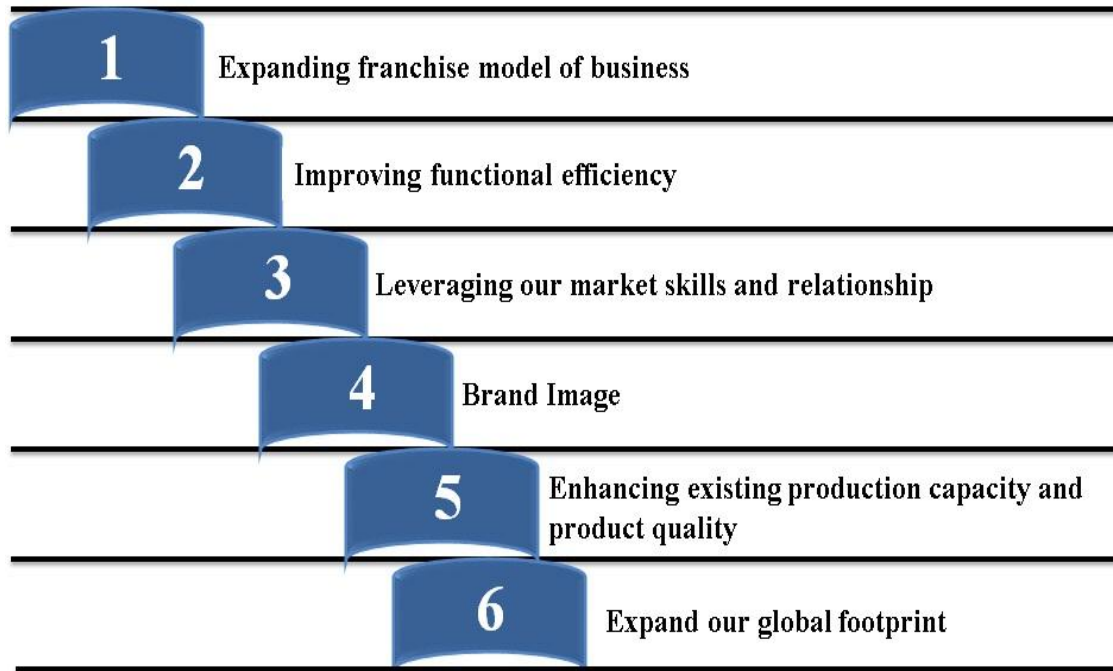 1
Expanding franchise model of business
2
Improving functional efficiency
3
Leveraging our market skills and relationship
4
Brand Image
5
Enhancing existing production capacity and
product quality
6
Expand our global footprint